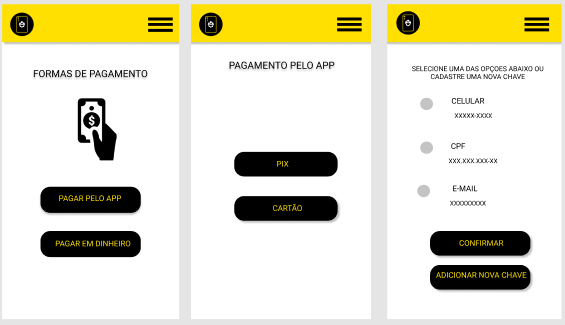 FORMAS DE PAGAMENTO
$
PAGAR PELO APP
PAGAR EM DINHEIRO
PAGAMENTO PELO APP
PIX
CARTÃO
SELECIONE UMA DAS OPÇOES ABAIXO OU
CADASTRE UMA NOVA CHAVE
CELULAR
XXXXX-XXXX
CPF
XXX.XXX.XXX-XX
E-MAIL
XXXXXXXXX
CONFIRMAR
ADICIONAR NOVA CHAVE